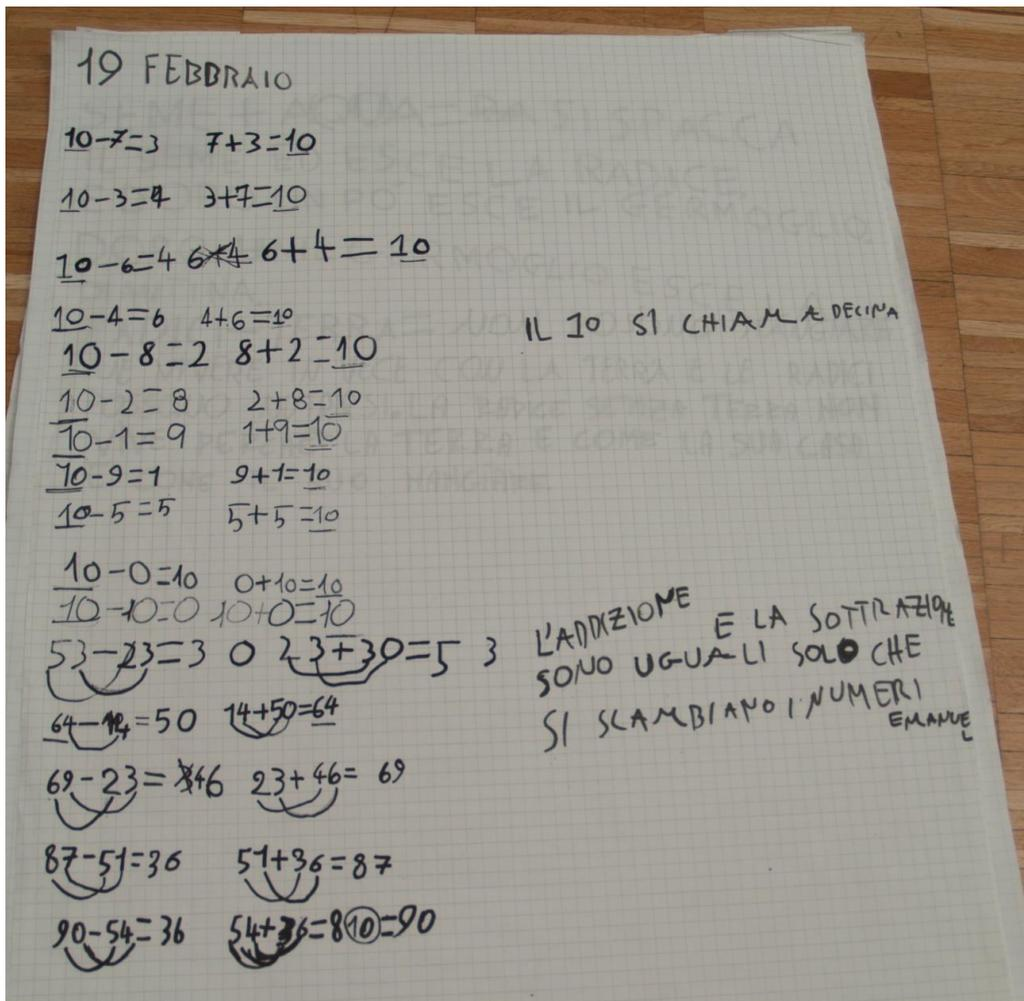 19 FEBBRAIO
10-7=3 7+3=10
10-3=4 3+7=10
10-6=4 6+4 6+4=10
10-4=6 4+6=10
IL 10 SI CHIAMA DECINA
10-8=2 8+2=10
10-2=8 2+8=10
10-1=9 1+9=10
10-9=1 9+1=10
10-5=5 5+5=10
10-0=10 0+10=10
10-10=0 10+0=10
53-23=30 23+30=53
64-14=50 14+50=64
69-23=46 23+46=69
87-51=36 51+36=87
90-54=36 54+36=810=90
L'ADDIZIONE E LA SOTTRAZIONE
SONO UGUALI SOLO CHE
SI SCAMBIANO I NUMERI
EMANUEL